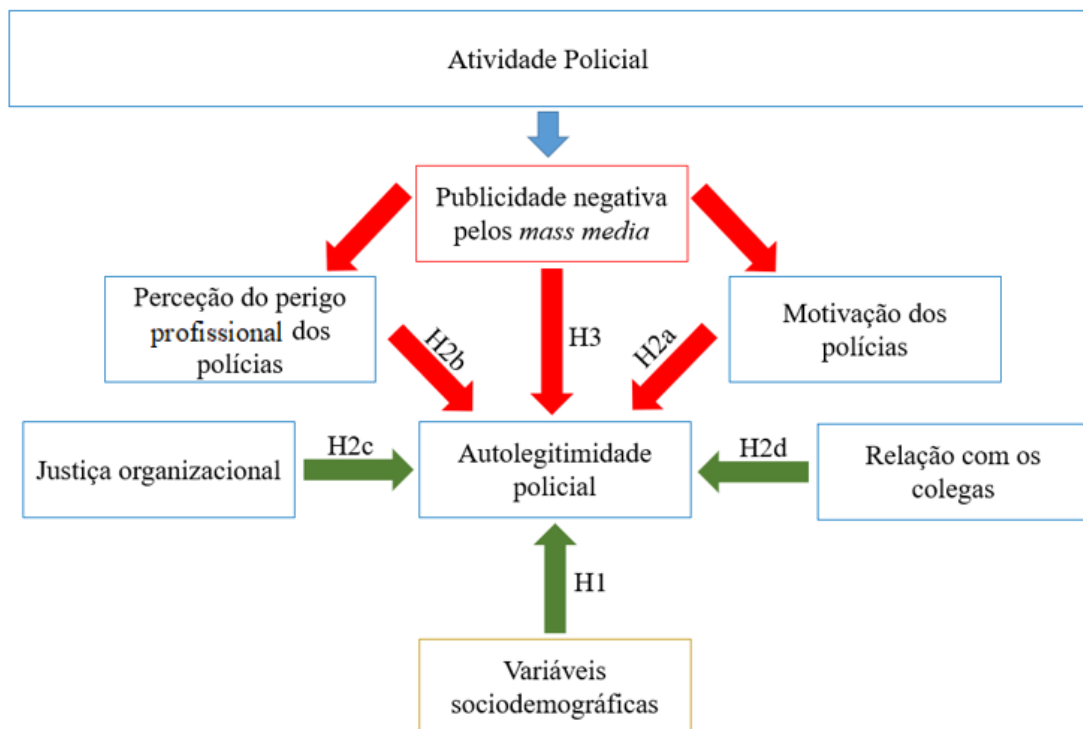 Atividade Policial
Publicidade negativa
pelos mass media
Perceção do perigo
profissional dos
polícias
H2b
H3
H2a
Motivação dos
polícias
Justiça organizacional
H2c
Autolegitimidade
policial
H2d
Relação com os
colegas
H1
Variáveis
sociodemográficas